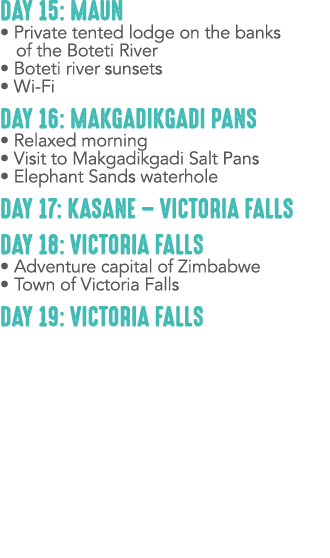 DAY 15: MAUN
• Private tented lodge on the banks
of the Boteti River
• Boteti river sunsets
• Wi-Fi
DAY 16: MAKGADIKGADI PANS
• Relaxed morning
• Visit to Makgadikgadi Salt Pans
• Elephant Sands waterhole
DAY 17: KASANE – VICTORIA FALLS
DAY 18: VICTORIA FALLS
• Adventure capital of Zimbabwe
• Town of Victoria Falls
DAY 19: VICTORIA FALLS